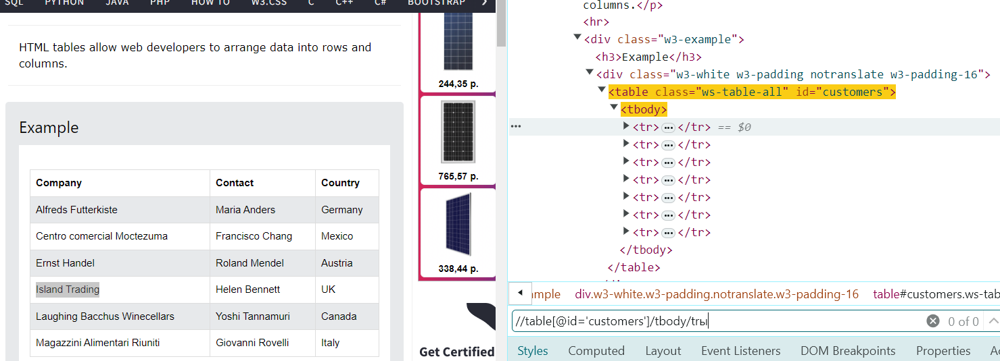 SQL PYTHON JAVA PHP HOW TO W3.CSS C C++ C# BOOTSTRAP
HTML tables allow web developers to arrange data into rows and
columns.
Example
Company Contact Country
Alfreds Futterkiste Maria Anders Germany
Centro comercial Moctezuma Francisco Chang Mexico
Ernst Handel Roland Mendel Austria
Island Trading Helen Bennett UK
Laughing Bacchus Winecellars Yoshi Tannamuri Canada
Magazzini Alimentari Riuniti Giovanni Rovelli Italy
244,35 р.
765,57 р.
338,44 р.
Get Certified
columns.</p>
<hr>
<div class="w3-example">
<h3>Example</h3>
<div class="w3-white w3-padding notranslate w3-padding-16">
<table class="ws-table-all" id="customers">
<tbody>
<tr>…</tr> == $0
<tr>…</tr>
<tr>…</tr>
<tr>…</tr>
<tr>…</tr>
<tr>…</tr>
<tr>…</tr>
</tbody>
</table>
mple div.w3-white.w3-padding.notranslate.w3-padding-16 table#customers.ws-tab
//table[@id='customers']/tbody/trы 0 of 0
Styles Computed Layout Event Listeners DOM Breakpoints Properties Ac